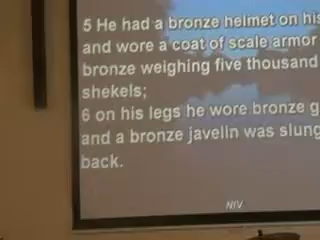 5 He had a bronze helmet on his
and wore a coat of scale armor
bronze weighing five thousand
shekels;
6 on his legs he wore bronze g
and a bronze javelin was slung
back.
NIV